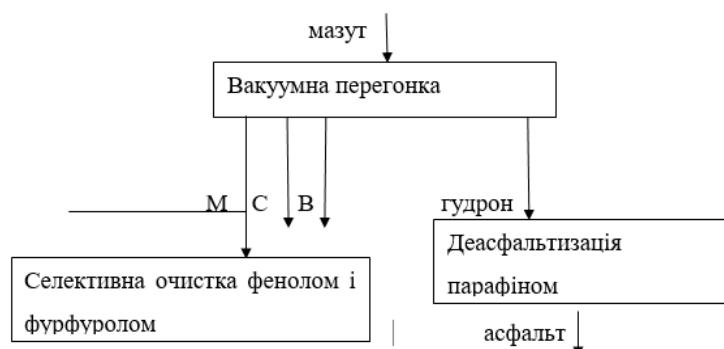 мазут
Вакуумна перегонка
М С В
гудрон
Деасфальтизація
парафіном
Селективна очистка фенолом і
фурфуролом
асфальт